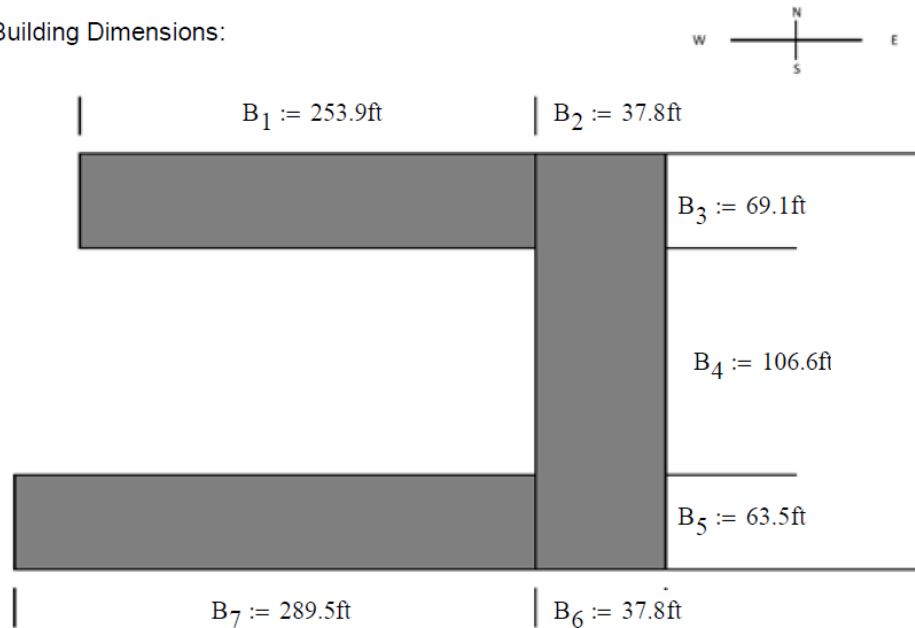 Building Dimensions:
N
W E
S
B1 := 253.9ft B2 := 37.8ft
B3 := 69.1ft
B4 := 106.6ft
B5 := 63.5ft
B7 := 289.5ft B6 := 37.8ft